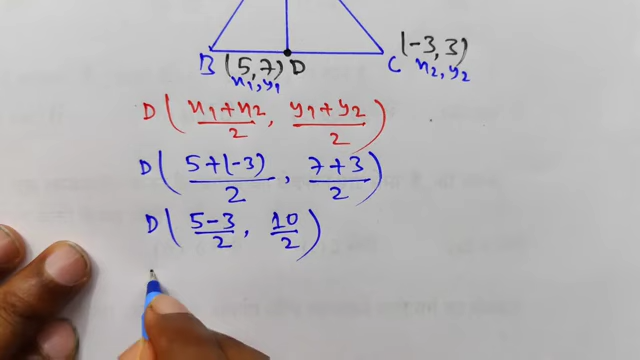 B (5,7) D C (-3,3)
x₁,y₁ x₂,y₂
D( x₁+x₂/2 , y₁+y₂/2 )
D( 5+(-3)/2 , 7+3/2 )
D( 5-3/2 , 10/2 )